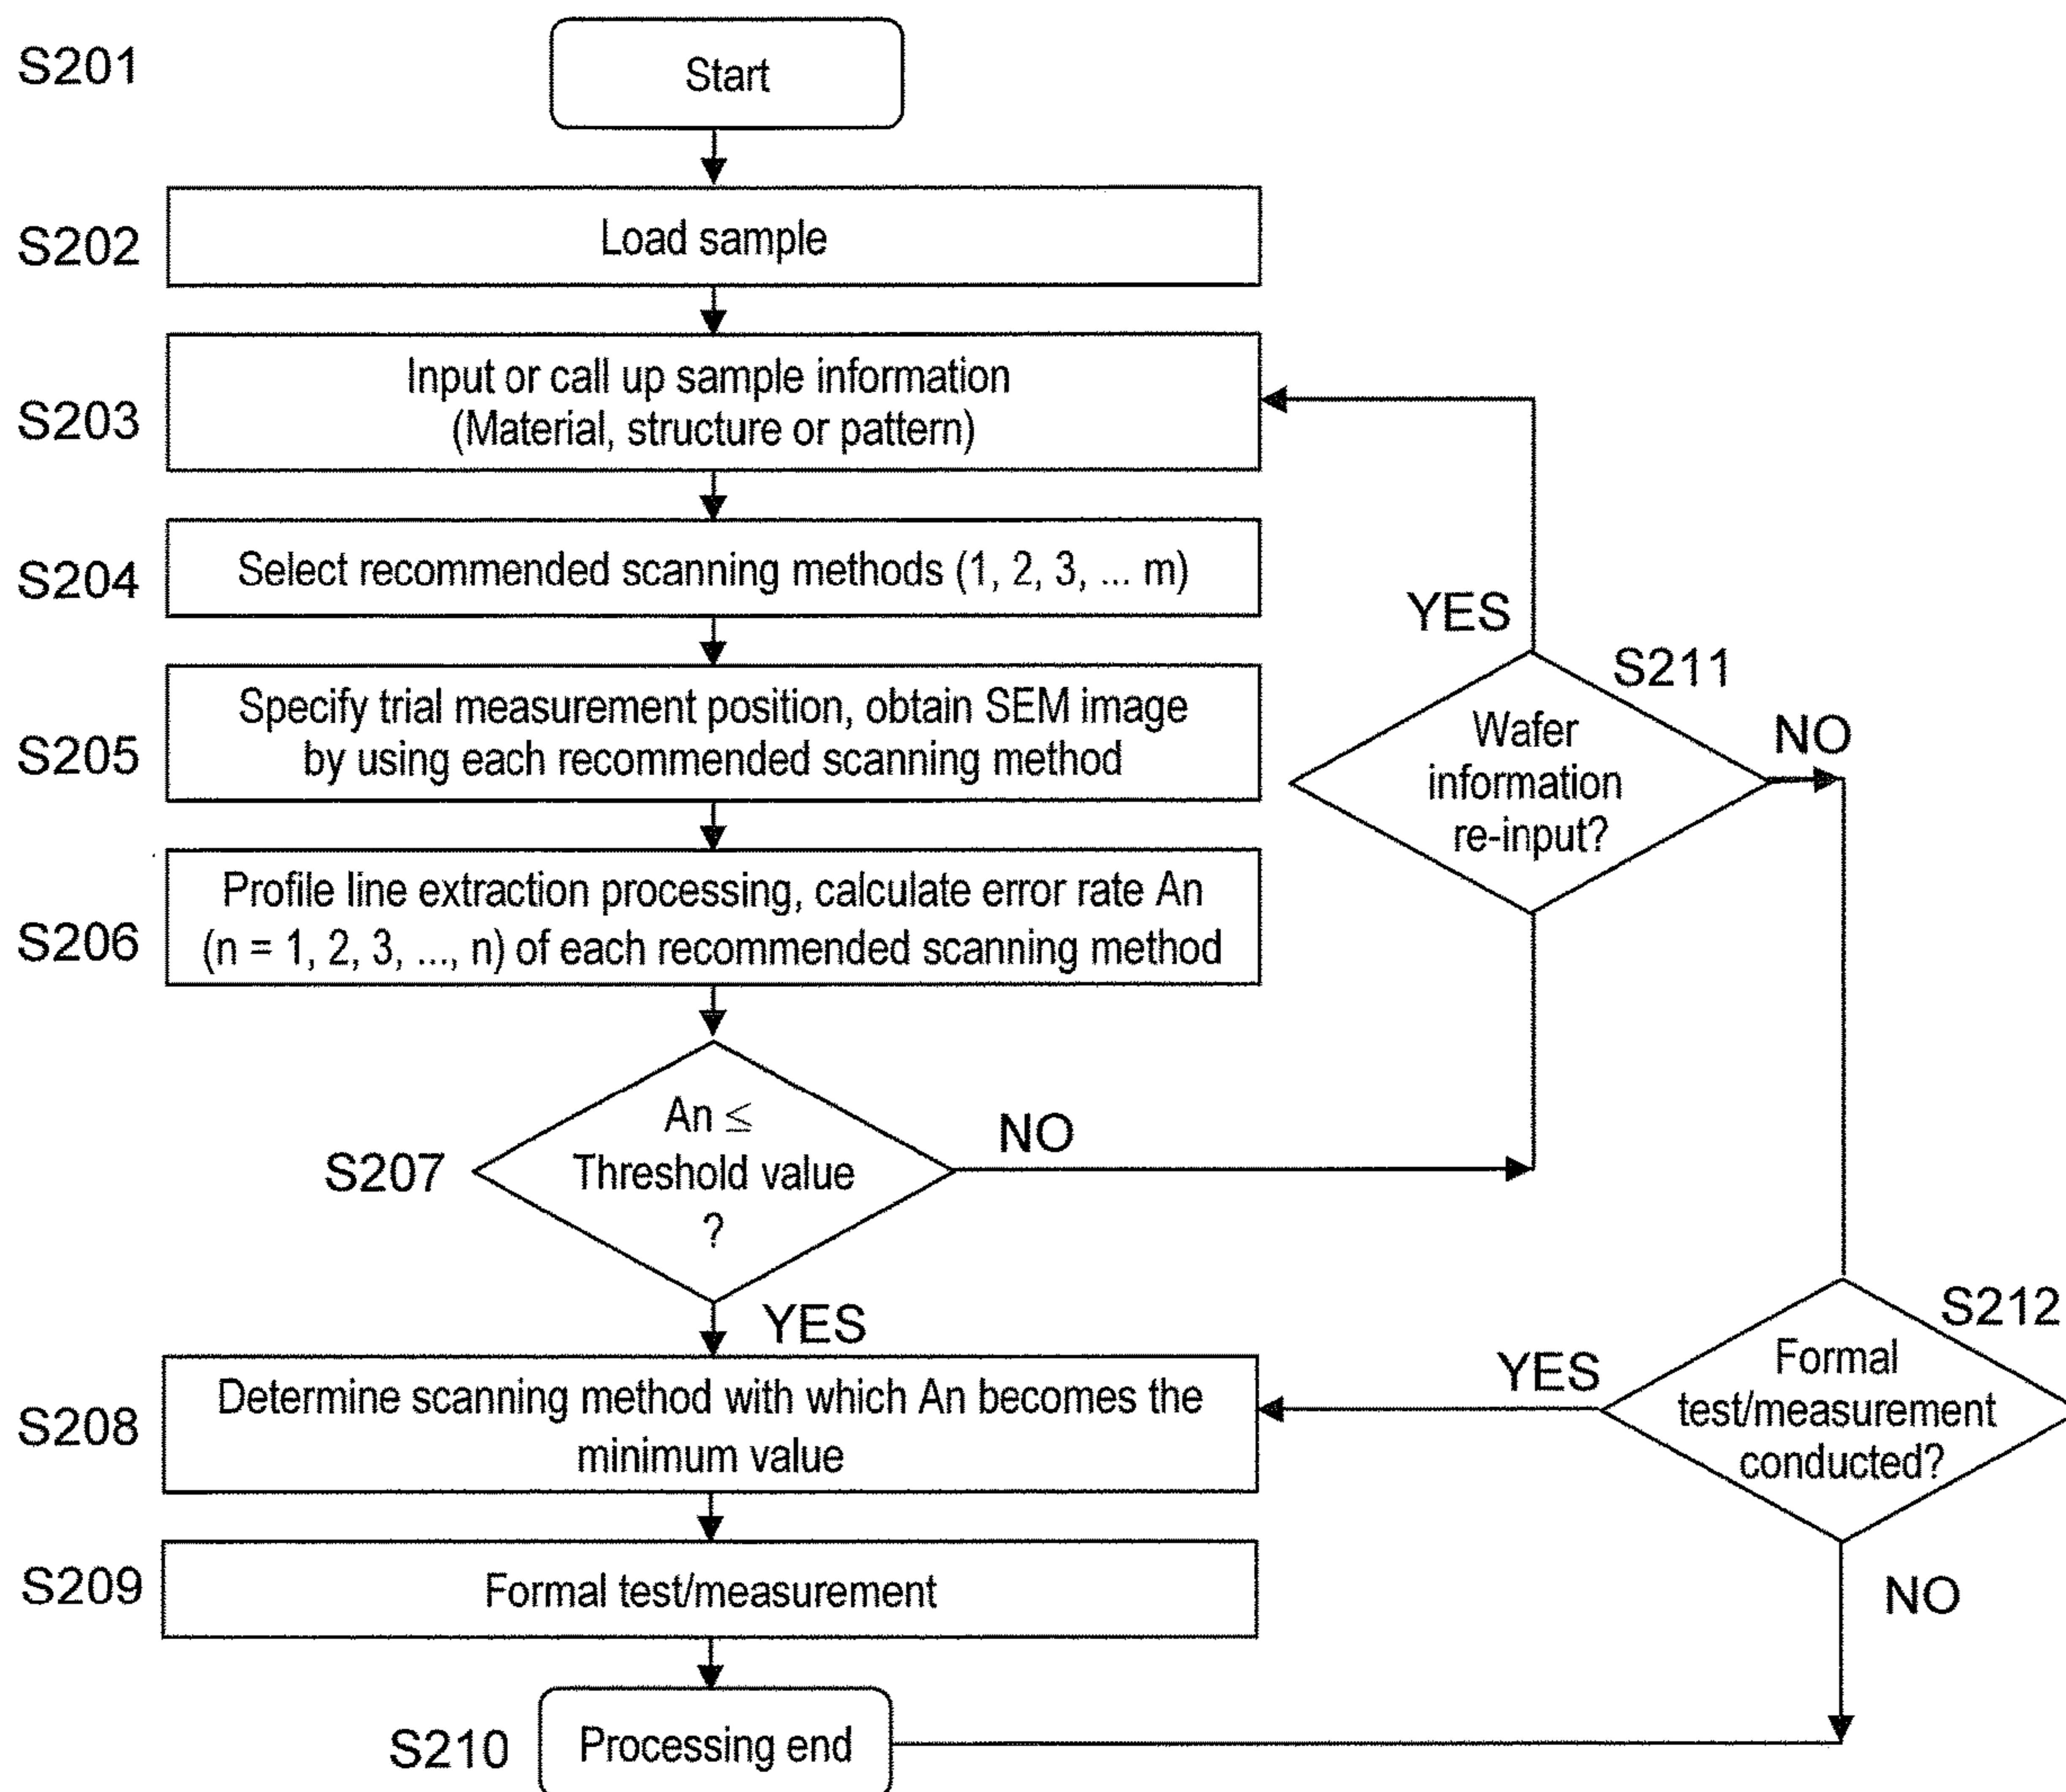 S201
Start
S202
Load sample
S203
Input or call up sample information
(Material, structure or pattern)
S204
Select recommended scanning methods (1, 2, 3, ... m)
S205
Specify trial measurement position, obtain SEM image
by using each recommended scanning method
S206
Profile line extraction processing, calculate error rate An
(n = 1, 2, 3, ..., n) of each recommended scanning method
YES
S211
Wafer
information
re-input?
NO
S207
An ≤
Threshold value
?
NO
YES
S208
Determine scanning method with which An becomes the
minimum value
S212
Formal
test/measurement
conducted?
YES
NO
S209
Formal test/measurement
S210
Processing end